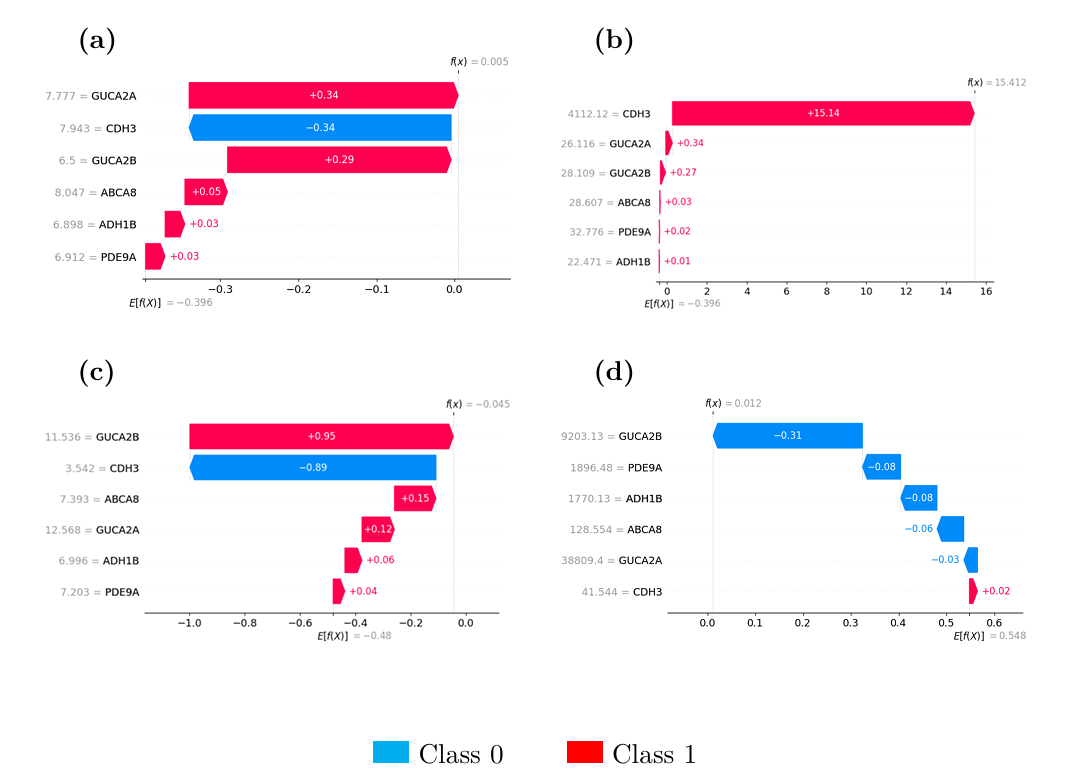 (a)
f(x) = 0.005
7.777 = GUCA2A
+0.34
7.943 = CDH3
−0.34
6.5 = GUCA2B
+0.29
8.047 = ABCA8
+0.05
6.898 = ADH1B
+0.03
6.912 = PDE9A
+0.03
−0.3 −0.2 −0.1 0.0
E[f(X)] = −0.396
(b)
f(x) = 15.412
4112.12 = CDH3
+15.14
26.116 = GUCA2A
+0.34
28.109 = GUCA2B
+0.27
28.607 = ABCA8
+0.03
32.776 = PDE9A
+0.02
22.471 = ADH1B
+0.01
0 2 4 6 8 10 12 14 16
E[f(X)] = −0.396
(c)
f(x) = −0.045
11.536 = GUCA2B
+0.95
3.542 = CDH3
−0.89
7.393 = ABCA8
+0.15
12.568 = GUCA2A
+0.12
6.996 = ADH1B
+0.06
7.203 = PDE9A
+0.04
−1.0 −0.8 −0.6 −0.4 −0.2 0.0
E[f(X)] = −0.48
(d)
f(x) = 0.012
9203.13 = GUCA2B
−0.31
1896.48 = PDE9A
−0.08
1770.13 = ADH1B
−0.08
128.554 = ABCA8
−0.06
38809.4 = GUCA2A
−0.03
41.544 = CDH3
+0.02
0.0 0.1 0.2 0.3 0.4 0.5 0.6
E[f(X)] = 0.548
Class 0 Class 1